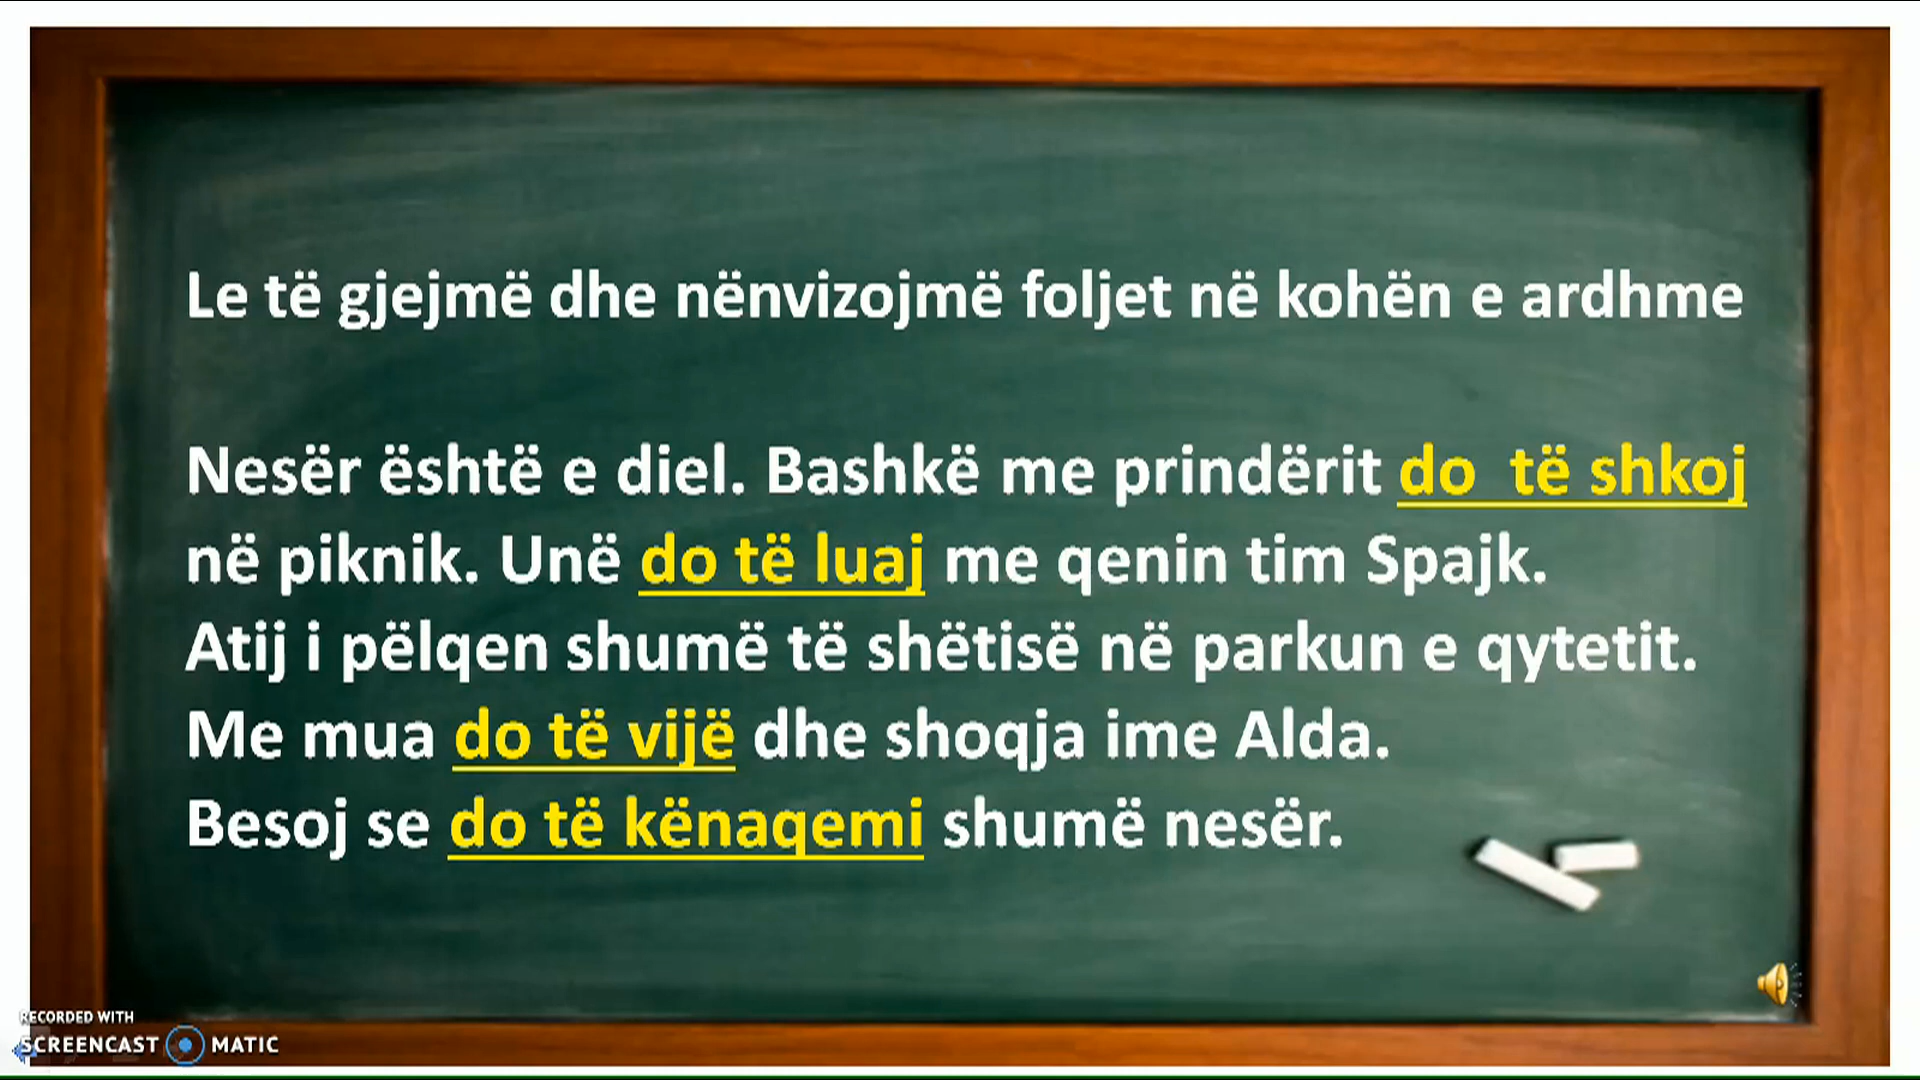 Le të gjejmë dhe nënvizojmë foljet në kohën e ardhme
Nesër është e diel. Bashkë me prindërit do  të shkoj
në piknik. Unë do të luaj me qenin tim Spajk.
Atij i pëlqen shumë të shëtisë në parkun e qytetit.
Me mua do të vijë dhe shoqja ime Alda.
Besoj se do të kënaqemi shumë nesër.
RECORDED WITH
SCREENCAST MATIC